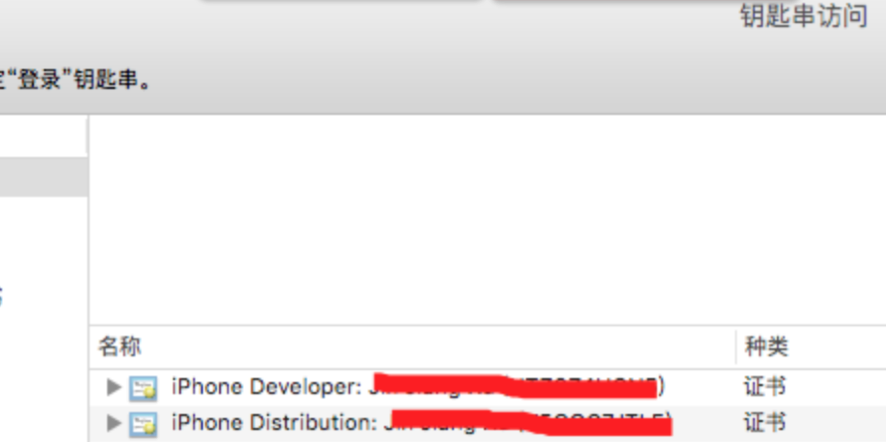 钥匙串访问
“登录”钥匙串。
名称 种类
iPhone Developer: ) 证书
iPhone Distribution: 证书